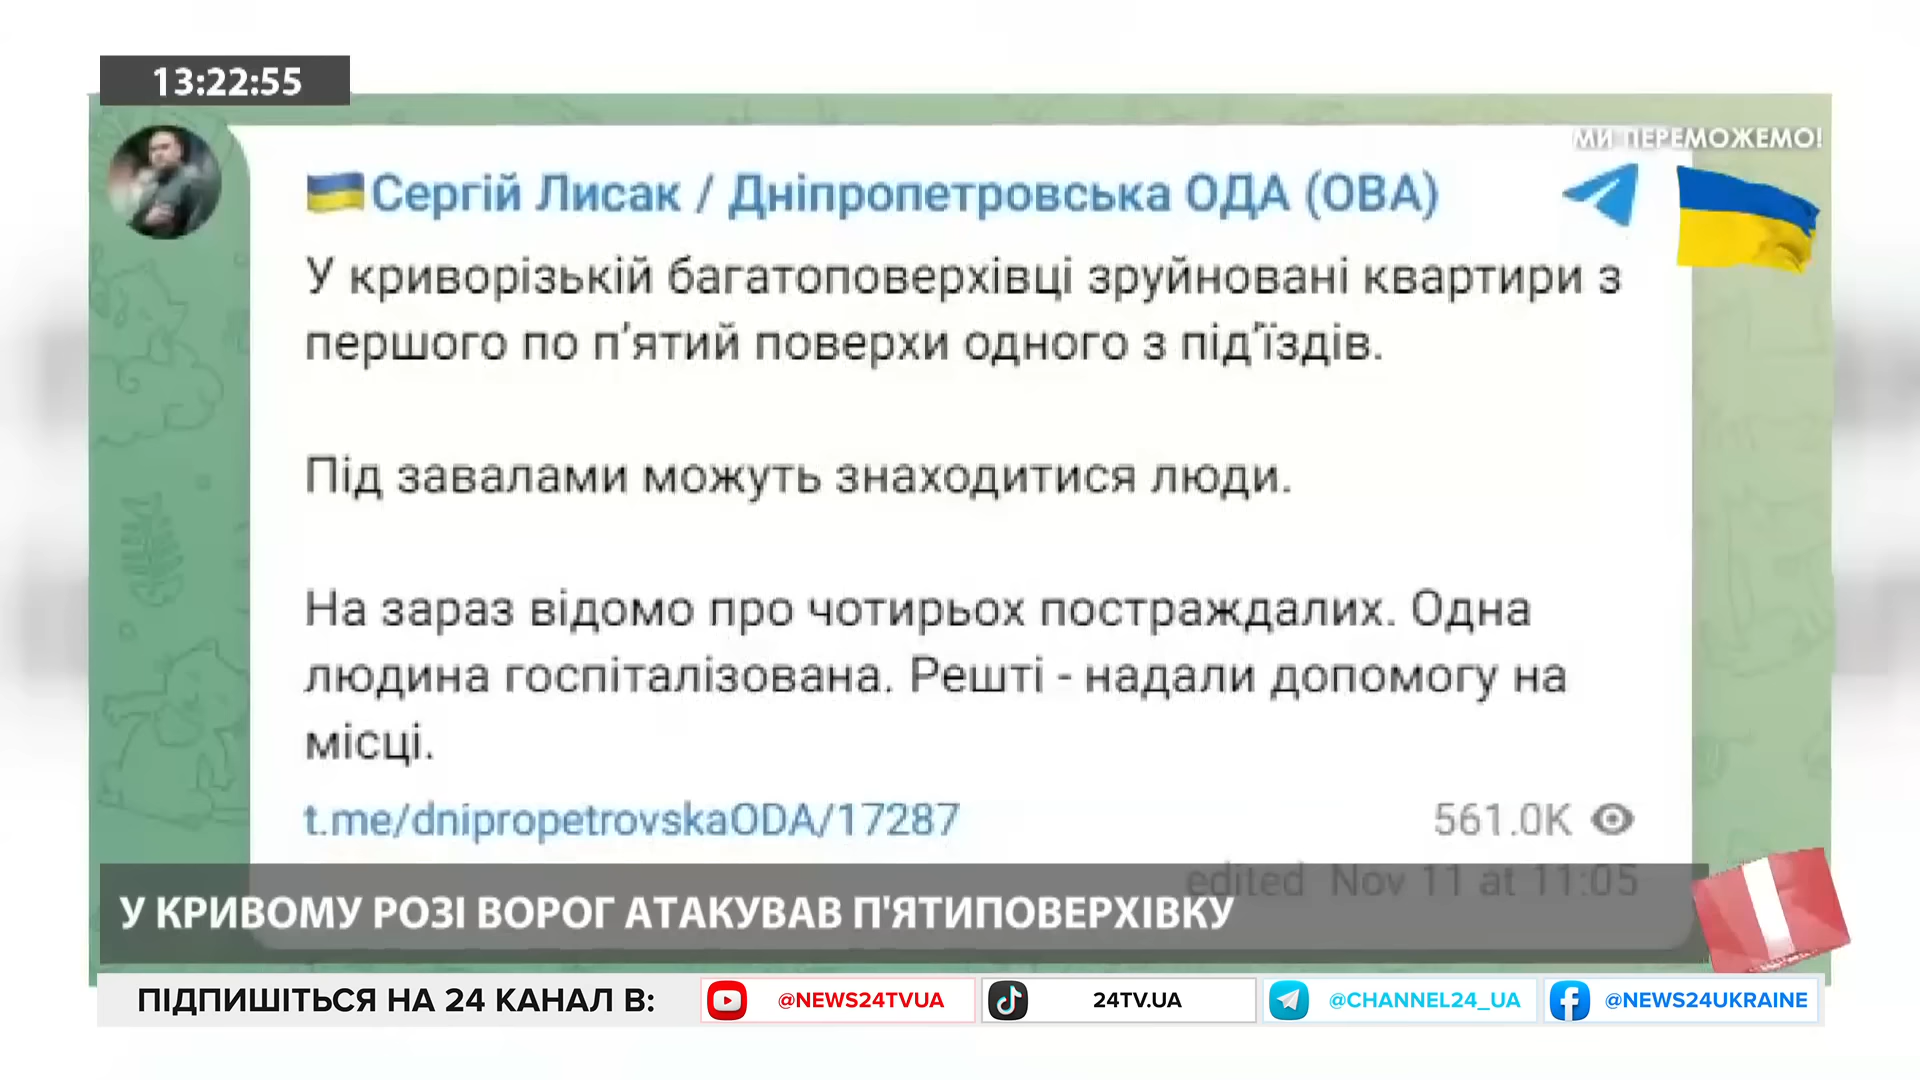 13:22:55
МИ ПЕРЕМОЖЕМО!
Сергій Лисак / Дніпропетровська ОДА (ОВА)
У криворізькій багатоповерхівці зруйновані квартири з
першого по п’ятий поверхи одного з під’їздів.
Під завалами можуть знаходитися люди.
На зараз відомо про чотирьох постраждалих. Одна
людина госпіталізована. Решті - надали допомогу на
місці.
t.me/dnipropetrovskaODA/17287
561.0K
edited Nov 11 at 11:05
У КРИВОМУ РОЗІ ВОРОГ АТАКУВАВ П'ЯТИПОВЕРХІВКУ
ПІДПИШІТЬСЯ НА 24 КАНАЛ В: @NEWS24TVUA 24TV.UA @CHANNEL24_UA @NEWS24UKRAINE